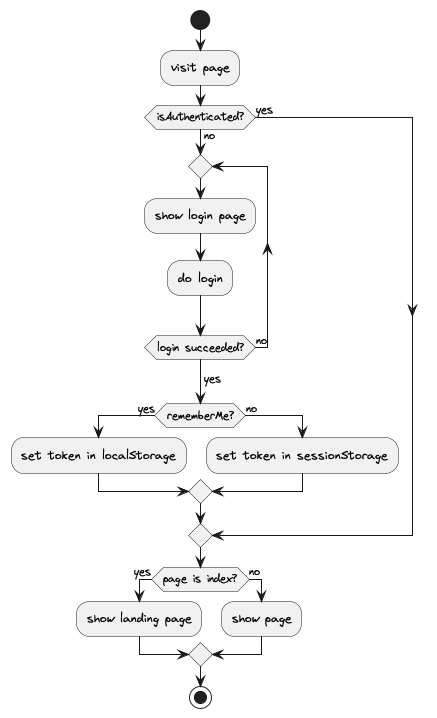 visit page
isAuthenticated?
yes
no
show login page
do login
login succeeded?
no
yes
yes
rememberMe?
no
set token in localStorage
set token in sessionStorage
yes
page is index?
no
show landing page
show page